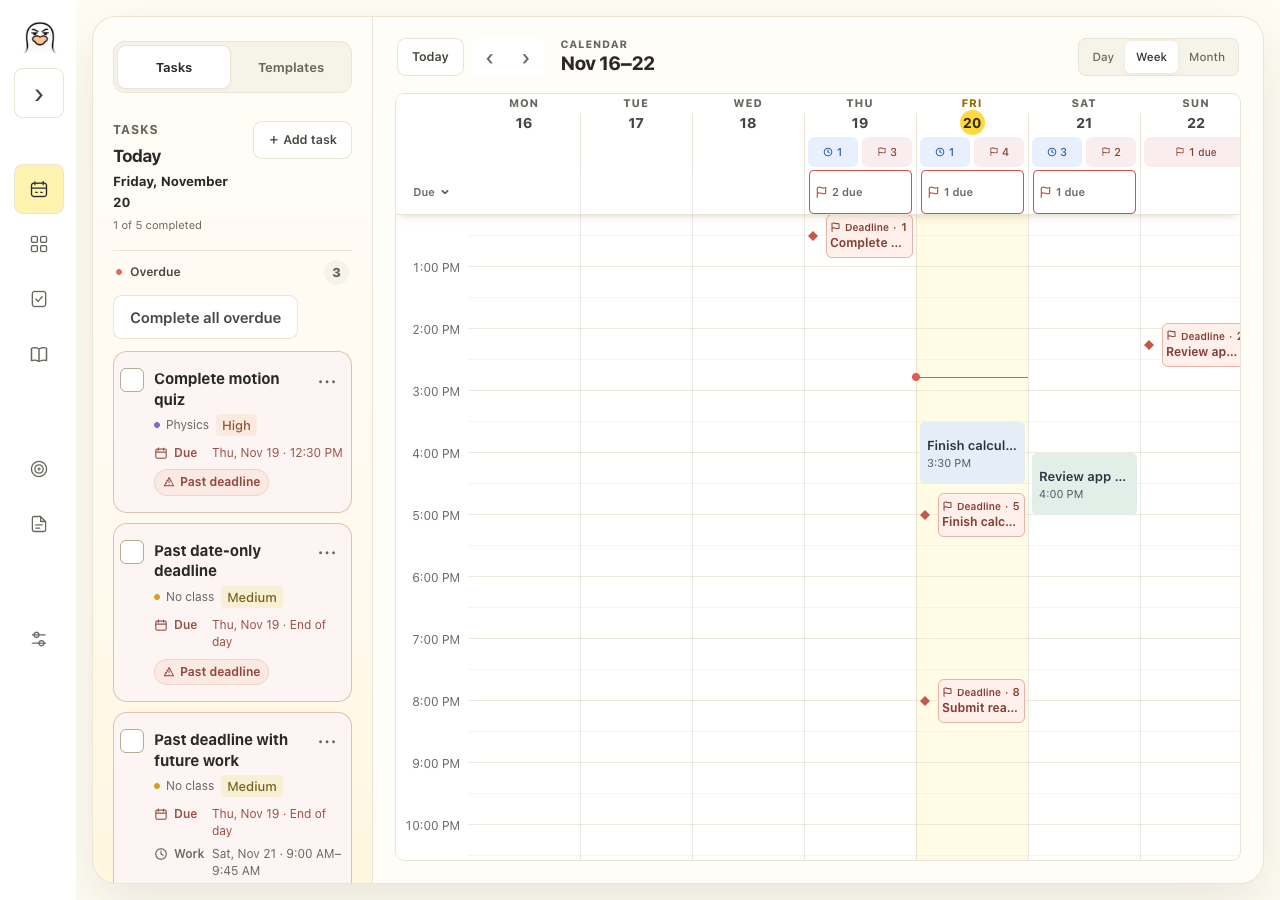 Tasks
Templates
TASKS
Today
Friday, November
20
1 of 5 completed
+ Add task
Overdue
3
Complete all overdue
Complete motion
quiz
Physics
High
Due Thu, Nov 19 · 12:30 PM
Past deadline
Past date-only
deadline
No class
Medium
Due Thu, Nov 19 · End of
day
Past deadline
Past deadline with
future work
No class
Medium
Due Thu, Nov 19 · End of
day
Work Sat, Nov 21 · 9:00 AM–
9:45 AM
Today
CALENDAR
Nov 16–22
Day
Week
Month
MON
16
TUE
17
WED
18
THU
19
FRI
20
SAT
21
SUN
22
1
3
1
4
3
2
1 due
Due
2 due
1 due
1 due
1:00 PM
2:00 PM
3:00 PM
4:00 PM
5:00 PM
6:00 PM
7:00 PM
8:00 PM
9:00 PM
10:00 PM
Deadline · 1
Complete ...
Finish calcul...
3:30 PM
Deadline · 5
Finish calc...
Deadline · 8
Submit rea...
Review app ...
4:00 PM
Deadline · 2
Review ap...